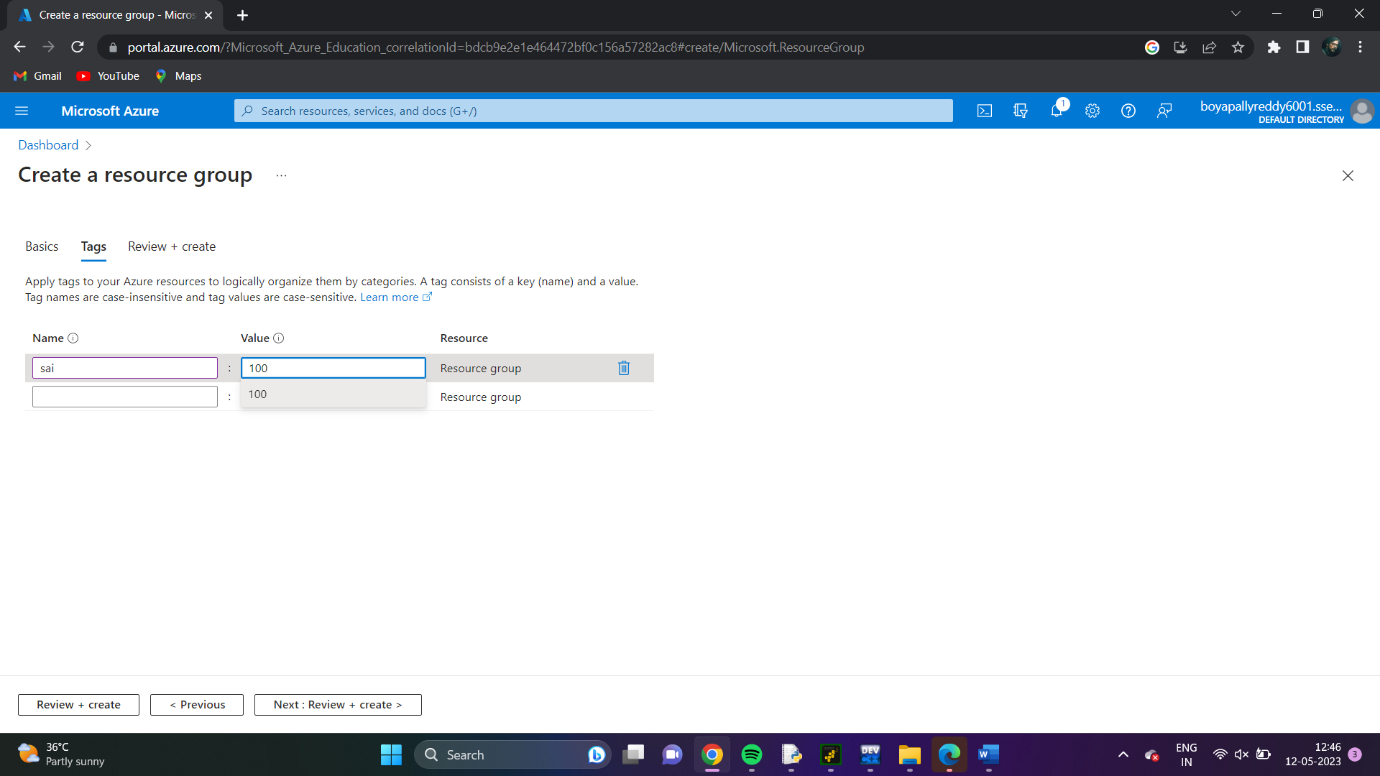 Create a resource group - Micros
portal.azure.com/?Microsoft_Azure_Education_correlationId=bdcb9e2e1e464472bf0c156a57282ac8#create/Microsoft.ResourceGroup
Gmail YouTube Maps
Microsoft Azure
Search resources, services, and docs (G+/)
1
boyapallyreddy6001.sse...
DEFAULT DIRECTORY
Dashboard >
Create a resource group ...
Basics Tags Review + create
Apply tags to your Azure resources to logically organize them by categories. A tag consists of a key (name) and a value.
Tag names are case-insensitive and tag values are case-sensitive. Learn more
Name Value Resource
sai : 100 Resource group
: 100 Resource group
Review + create < Previous Next : Review + create >
36°C
Partly sunny
Search
DEV
W
ENG
IN
12:46
12-05-2023
3